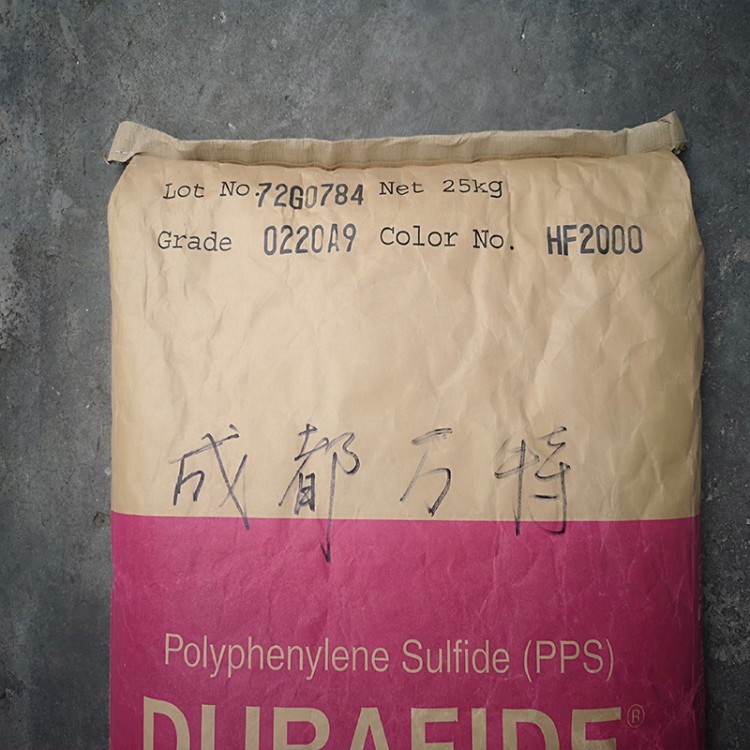 Lot No. 72G0784 Net 25kg
Grade 0220A9 Color No. HF2000
成都万特
Polyphenylene Sulfide (PPS)
DURAFIDE®